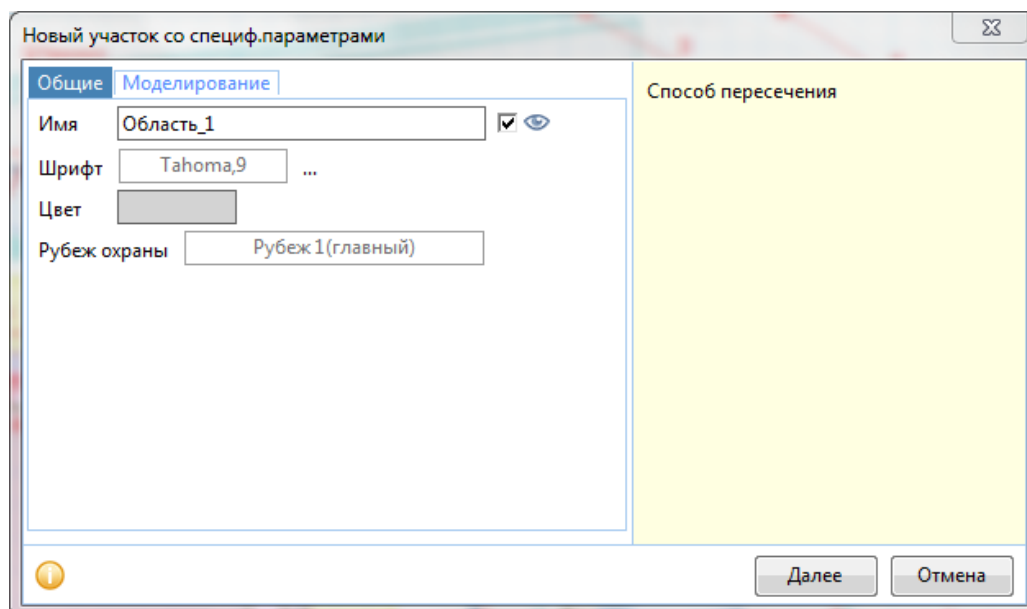 Новый участок со специф.параметрами
Общие Моделирование
Имя Область_1
Шрифт Tahoma,9 ...
Цвет
Рубеж охраны Рубеж 1(главный)
Способ пересечения
Далее Отмена